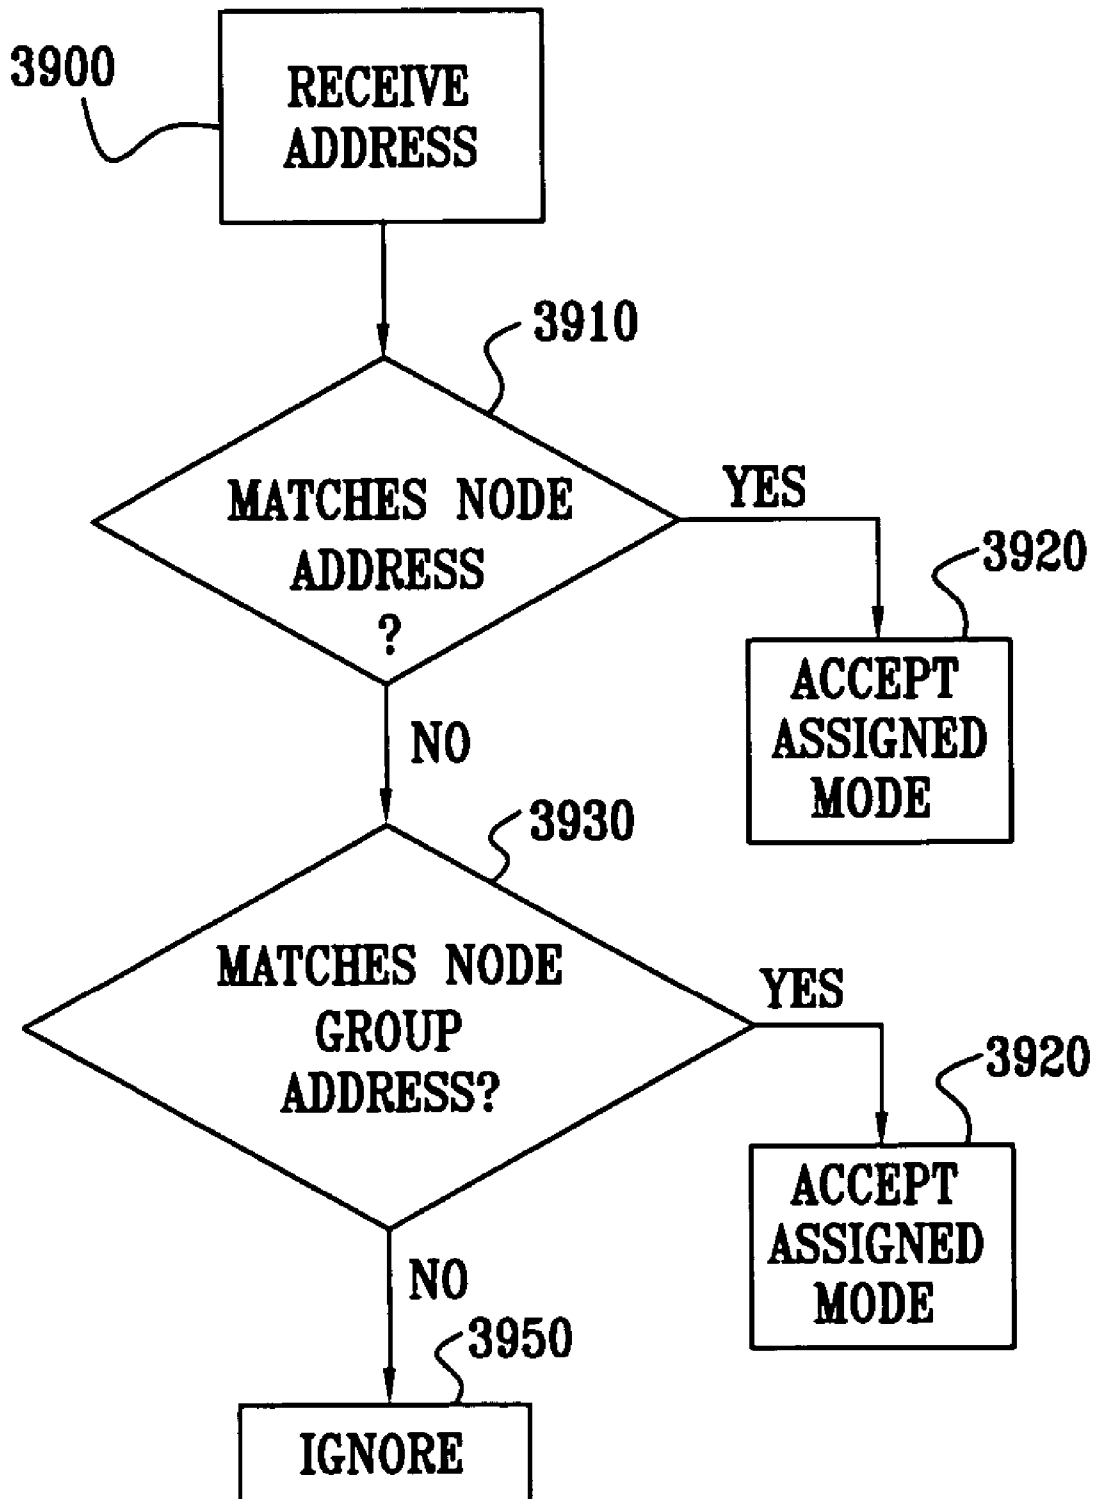 3900
RECEIVE
ADDRESS
3910
MATCHES NODE
ADDRESS
?
YES
3920
ACCEPT
ASSIGNED
MODE
NO
3930
MATCHES NODE
GROUP
ADDRESS?
YES
3920
ACCEPT
ASSIGNED
MODE
NO
3950
IGNORE